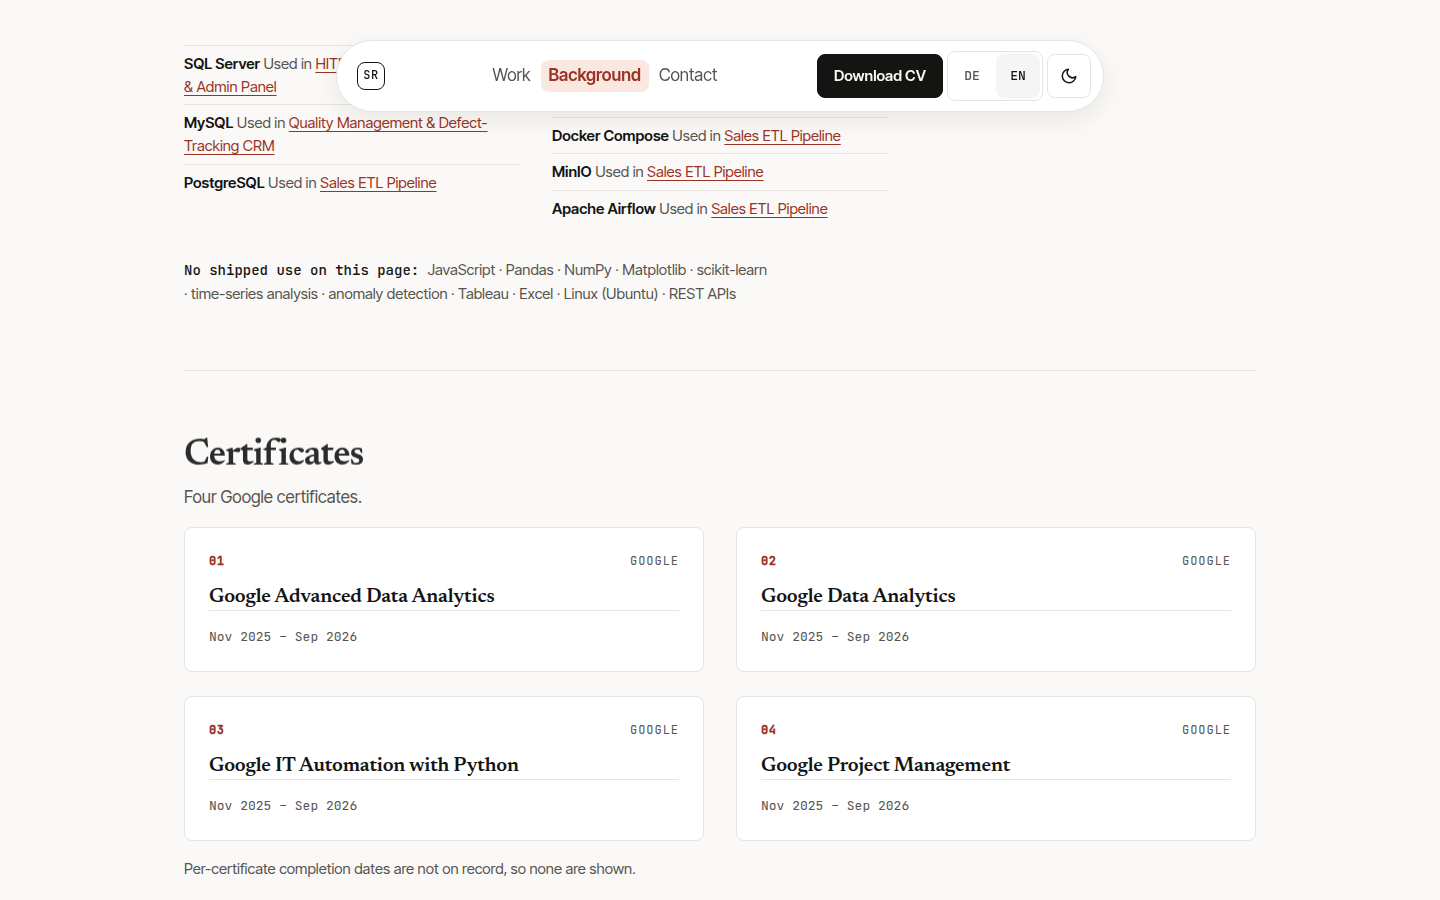 SR
Work Background Contact
Download CV
DE EN
SQL Server Used in HIT
& Admin Panel
MySQL Used in Quality Management & Defect-
Tracking CRM
PostgreSQL Used in Sales ETL Pipeline
Docker Compose Used in Sales ETL Pipeline
MinIO Used in Sales ETL Pipeline
Apache Airflow Used in Sales ETL Pipeline
No shipped use on this page: JavaScript · Pandas · NumPy · Matplotlib · scikit-learn
· time-series analysis · anomaly detection · Tableau · Excel · Linux (Ubuntu) · REST APIs
Certificates
Four Google certificates.
01 GOOGLE
Google Advanced Data Analytics
Nov 2025 – Sep 2026
02 GOOGLE
Google Data Analytics
Nov 2025 – Sep 2026
03 GOOGLE
Google IT Automation with Python
Nov 2025 – Sep 2026
04 GOOGLE
Google Project Management
Nov 2025 – Sep 2026
Per-certificate completion dates are not on record, so none are shown.